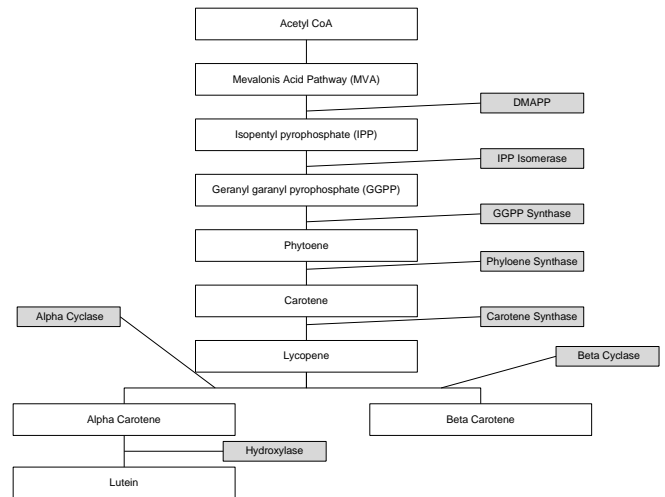 Acetyl CoA
Mevalonis Acid Pathway (MVA)
DMAPP
Isopentyl pyrophosphate (IPP)
IPP Isomerase
Geranyl garanyl pyrophosphate (GGPP)
GGPP Synthase
Phytoene
Phyloene Synthase
Carotene
Alpha Cyclase
Carotene Synthase
Lycopene
Beta Cyclase
Alpha Carotene
Beta Carotene
Hydroxylase
Lutein